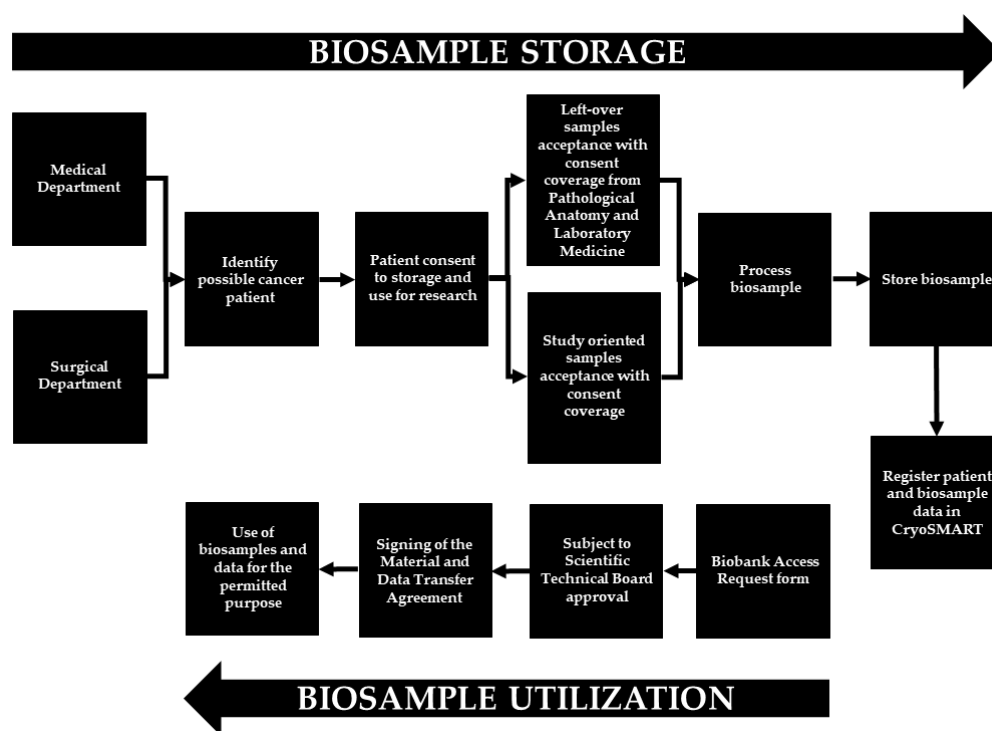 BIOSAMPLE STORAGE
Medical
Department
Surgical
Department
Identify
possible cancer
patient
Patient consent
to storage and
use for research
Left-over
samples
acceptance with
consent
coverage from
Pathological
Anatomy and
Laboratory
Medicine
Study oriented
samples
acceptance with
consent
coverage
Process
biosample
Store biosample
Register patient
and biosample
data in
CryoSMART
Biobank Access
Request form
Subject to
Scientific
Technical Board
approval
Signing of the
Material and
Data Transfer
Agreement
Use of
biosamples and
data for the
permitted
purpose
BIOSAMPLE UTILIZATION